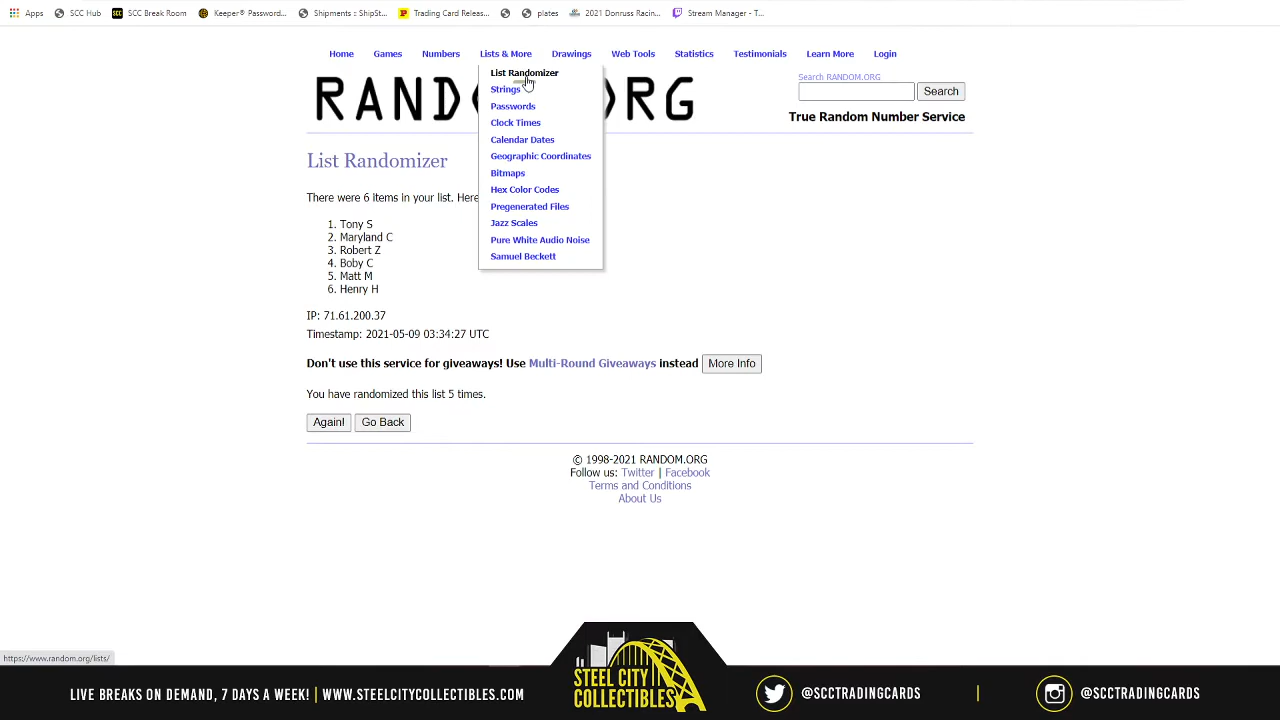 Apps SCC Hub SCC Break Room Keeper® Password... Shipments ::: ShipSt... Trading Card Releas... plates 2021 Donruss Racin... Stream Manager - T...
Home Games Numbers Lists & More Drawings Web Tools Statistics Testimonials Learn More Login
List Randomizer
Strings
Passwords
Clock Times
Calendar Dates
Geographic Coordinates
Bitmaps
Hex Color Codes
Pregenerated Files
Jazz Scales
Pure White Audio Noise
Samuel Beckett
RAND ORG
Search RANDOM.ORG
Search
True Random Number Service
List Randomizer
There were 6 items in your list. Here
1. Tony S
2. Maryland C
3. Robert Z
4. Boby C
5. Matt M
6. Henry H
IP: 71.61.200.37
Timestamp: 2021-05-09 03:34:27 UTC
Don't use this service for giveaways! Use Multi-Round Giveaways instead More Info
You have randomized this list 5 times.
Again! Go Back
© 1998-2021 RANDOM.ORG
Follow us: Twitter | Facebook
Terms and Conditions
About Us
https://www.random.org/lists/
LIVE BREAKS ON DEMAND, 7 DAYS A WEEK! | WWW.STEELCITYCOLLECTIBLES.COM
STEEL CITY
COLLECTIBLES
@SCCTRADINGCARDS | @SCCTRADINGCARDS